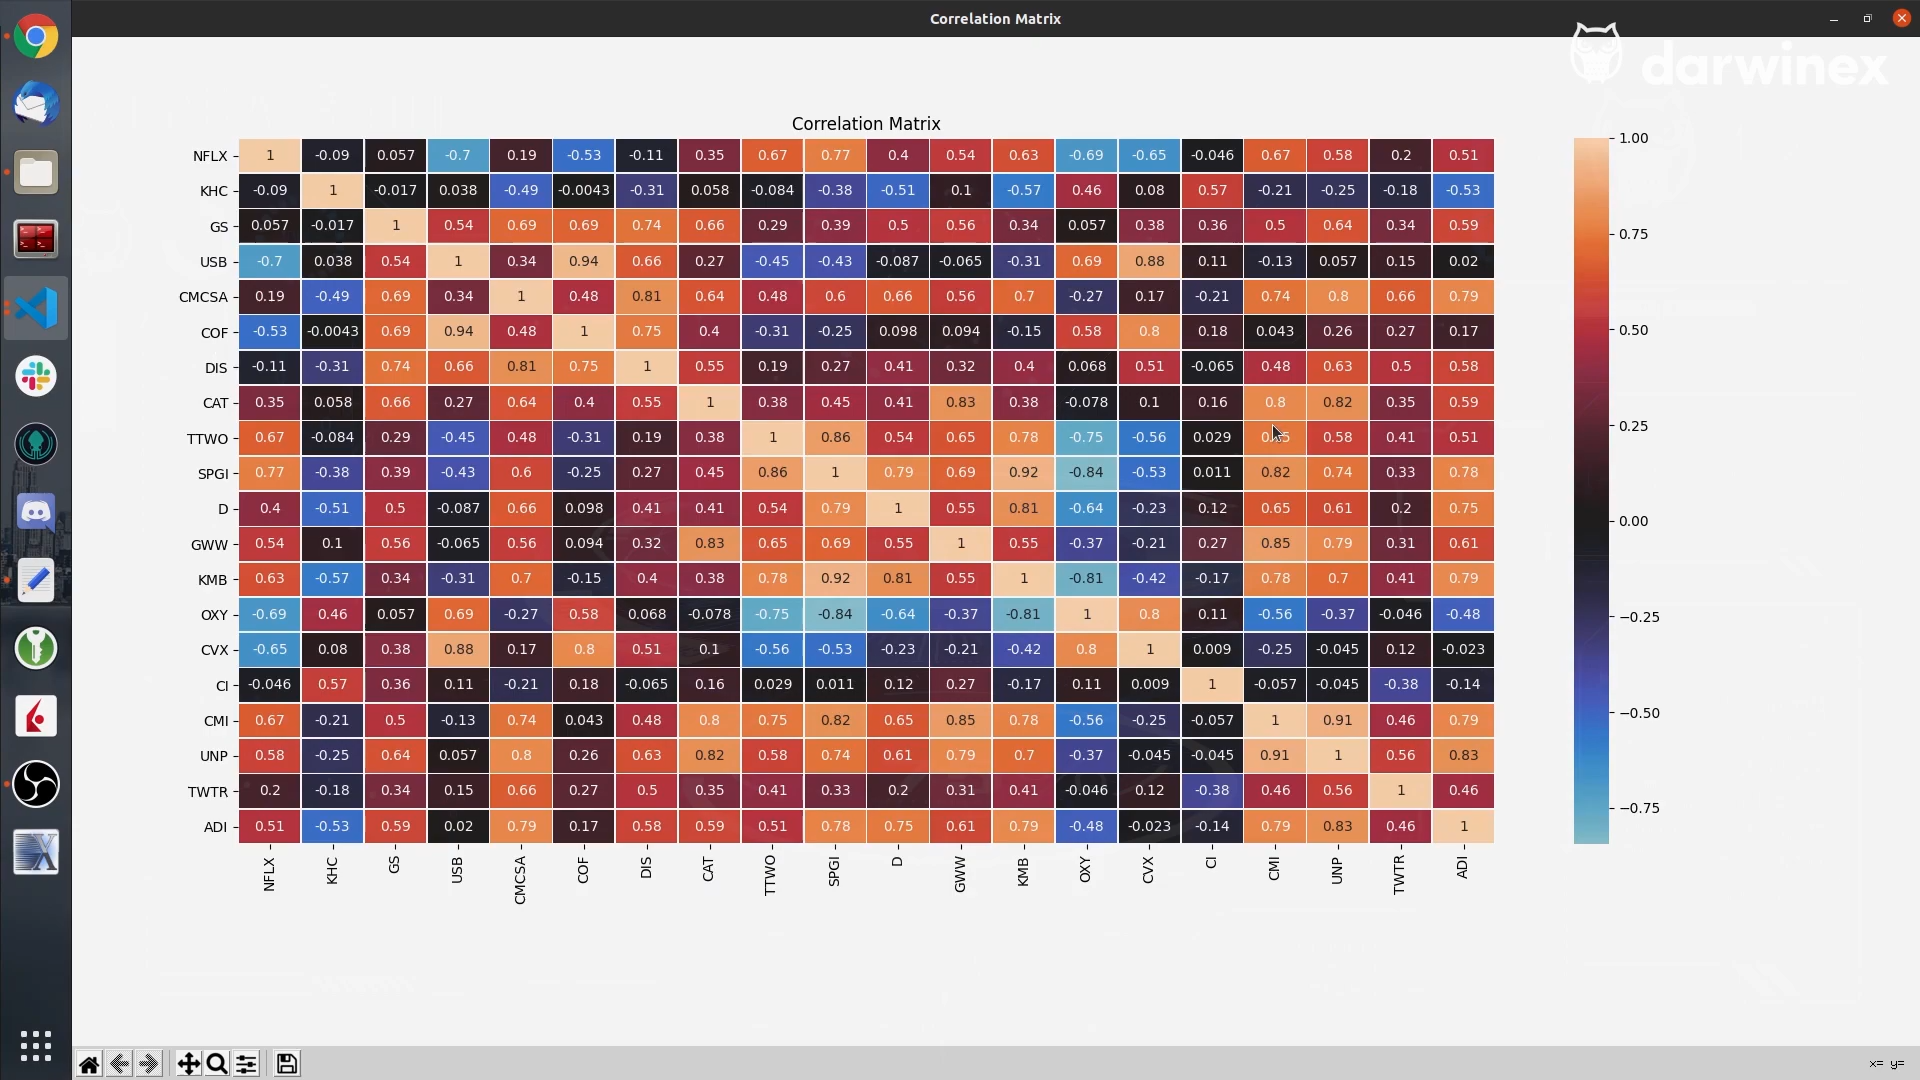 Correlation Matrix
darwinex
Correlation Matrix
NFLX 1 -0.09 0.057 -0.7 0.19 -0.53 -0.11 0.35 0.67 0.77 0.4 0.54 0.63 -0.69 -0.65 -0.046 0.67 0.58 0.2 0.51
KHC -0.09 1 -0.017 0.038 -0.49 -0.0043 -0.31 0.058 -0.084 -0.38 -0.51 0.1 -0.57 0.46 0.08 0.57 -0.21 -0.25 -0.18 -0.53
GS 0.057 -0.017 1 0.54 0.69 0.69 0.74 0.66 0.29 0.39 0.5 0.56 0.34 0.057 0.38 0.36 0.5 0.64 0.34 0.59
USB -0.7 0.038 0.54 1 0.34 0.94 0.66 0.27 -0.45 -0.43 -0.087 -0.065 -0.31 0.69 0.88 0.11 -0.13 0.057 0.15 0.02
CMCSA 0.19 -0.49 0.69 0.34 1 0.48 0.81 0.64 0.48 0.6 0.66 0.56 0.7 -0.27 0.17 -0.21 0.74 0.8 0.66 0.79
COF -0.53 -0.0043 0.69 0.94 0.48 1 0.75 0.4 -0.31 -0.25 0.098 0.094 -0.15 0.58 0.8 0.18 0.043 0.26 0.27 0.17
DIS -0.11 -0.31 0.74 0.66 0.81 0.75 1 0.55 0.19 0.27 0.41 0.32 0.4 0.068 0.51 -0.065 0.48 0.63 0.5 0.58
CAT 0.35 0.058 0.66 0.27 0.64 0.4 0.55 1 0.38 0.45 0.41 0.83 0.38 -0.078 0.1 0.16 0.8 0.82 0.35 0.59
TTWO 0.67 -0.084 0.29 -0.45 0.48 -0.31 0.19 0.38 1 0.86 0.54 0.65 0.78 -0.75 -0.56 0.029 0.58 0.41 0.51
SPGI 0.77 -0.38 0.39 -0.43 0.6 -0.25 0.27 0.45 0.86 1 0.79 0.69 0.92 -0.84 -0.53 0.011 0.82 0.74 0.33 0.78
D 0.4 -0.51 0.5 -0.087 0.66 0.098 0.41 0.41 0.54 0.79 1 0.55 0.81 -0.64 -0.23 0.12 0.65 0.61 0.2 0.75
GWW 0.54 0.1 0.56 -0.065 0.56 0.094 0.32 0.83 0.65 0.69 0.55 1 0.55 -0.37 -0.21 0.27 0.85 0.79 0.31 0.61
KMB 0.63 -0.57 0.34 -0.31 0.7 -0.15 0.4 0.38 0.78 0.92 0.81 0.55 1 -0.81 -0.42 -0.17 0.78 0.7 0.41 0.79
OXY -0.69 0.46 0.057 0.69 -0.27 0.58 0.068 -0.078 -0.75 -0.84 -0.64 -0.37 -0.81 1 0.8 0.11 -0.56 -0.37 -0.046 -0.48
CVX -0.65 0.08 0.38 0.88 0.17 0.8 0.51 0.1 -0.56 -0.53 -0.23 -0.21 -0.42 0.8 1 0.009 -0.25 -0.045 0.12 -0.023
CI -0.046 0.57 0.36 0.11 -0.21 0.18 -0.065 0.16 0.029 0.011 0.12 0.27 -0.17 0.11 0.009 1 -0.057 -0.045 -0.38 -0.14
CMI 0.67 -0.21 0.5 -0.13 0.74 0.043 0.48 0.8 0.75 0.82 0.65 0.85 0.78 -0.56 -0.25 -0.057 1 0.91 0.46 0.79
UNP 0.58 -0.25 0.64 0.057 0.8 0.26 0.63 0.82 0.58 0.74 0.61 0.79 0.7 -0.37 -0.045 -0.045 0.91 1 0.56 0.83
TWTR 0.2 -0.18 0.34 0.15 0.66 0.27 0.5 0.35 0.41 0.33 0.2 0.31 0.41 -0.046 0.12 -0.38 0.46 0.56 1 0.46
ADI 0.51 -0.53 0.59 0.02 0.79 0.17 0.58 0.59 0.51 0.78 0.75 0.61 0.79 -0.48 -0.023 -0.14 0.79 0.83 0.46 1
NFLX KHC GS USB CMCSA COF DIS CAT TTWO SPGI D GWW KMB OXY CVX CI CMI UNP TWTR ADI
1.00
0.75
0.50
0.25
0.00
−0.25
−0.50
−0.75
x= y=